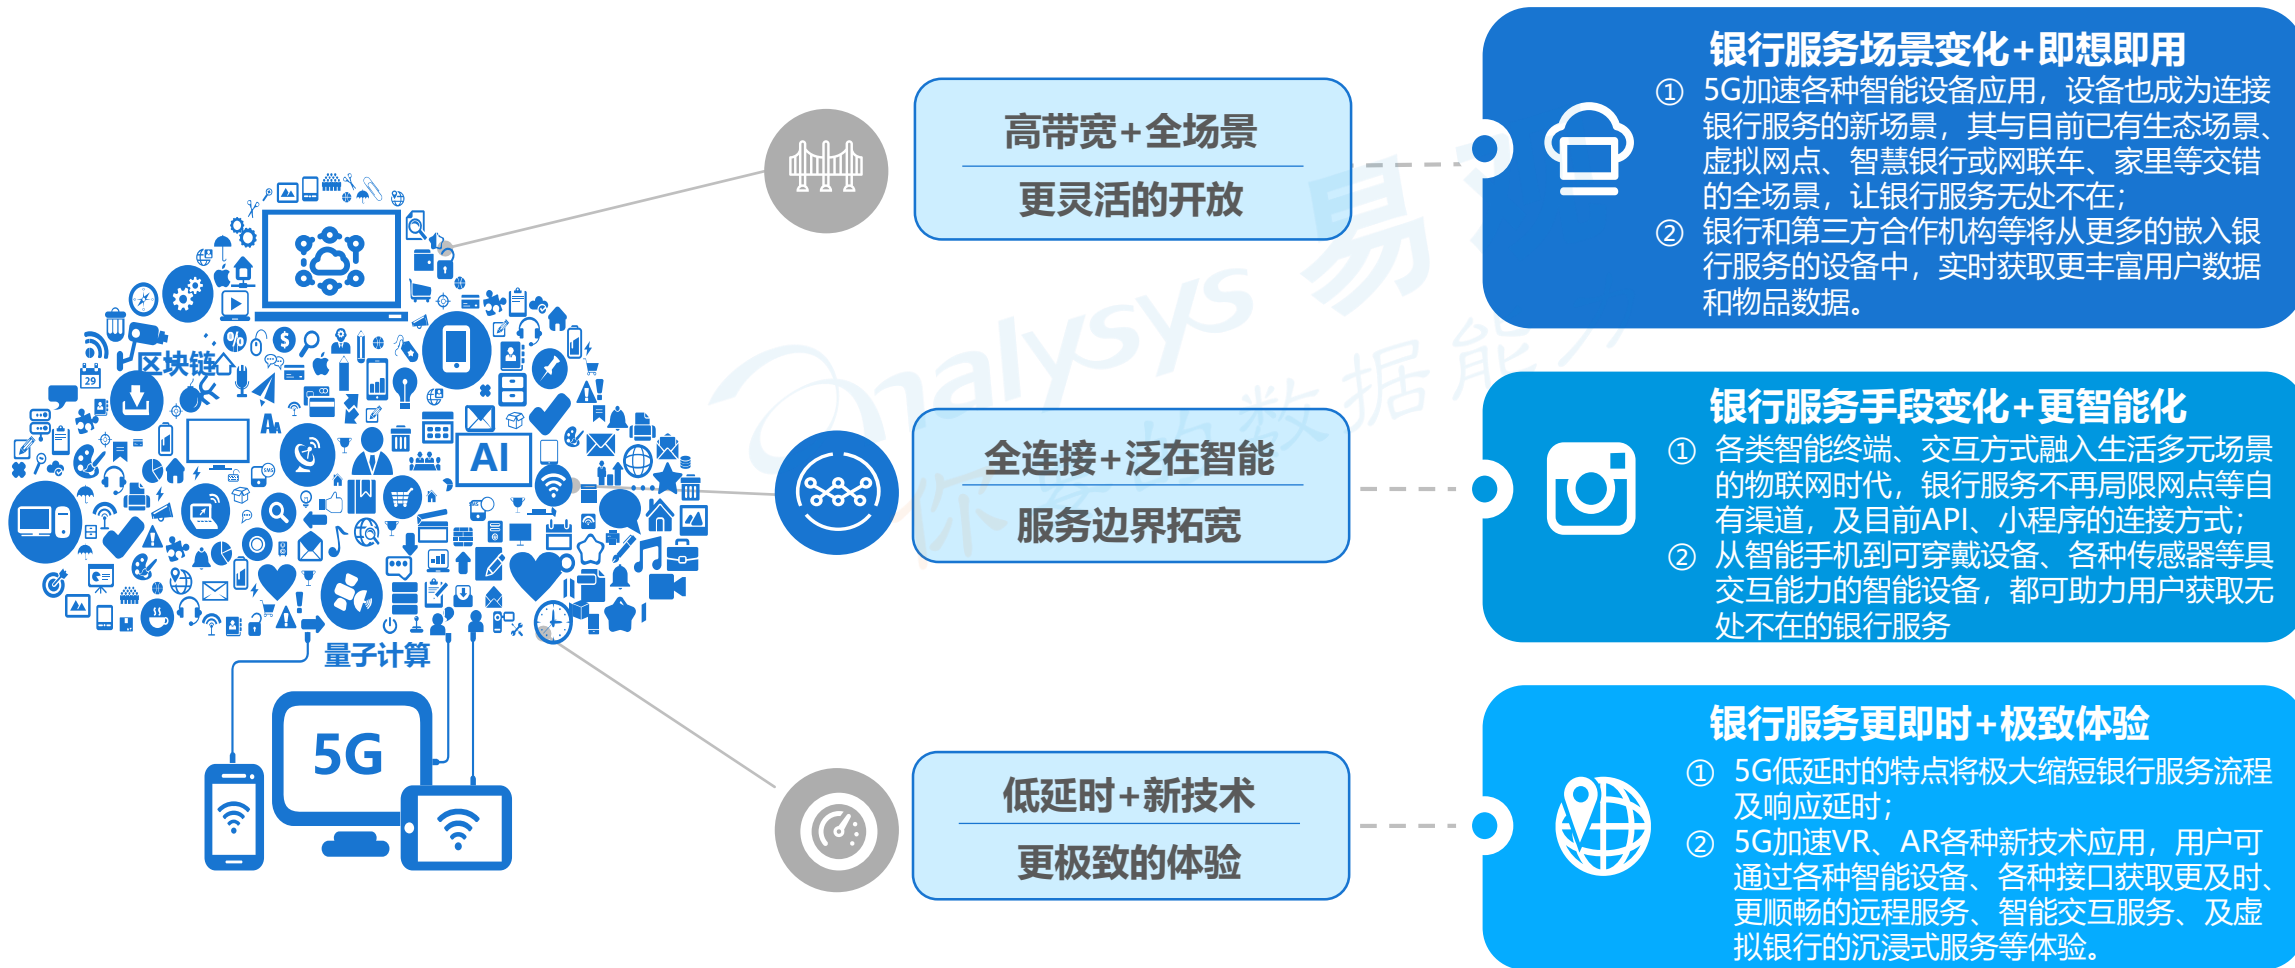 区块链
AI
量子计算
5G
29
高带宽+全场景
更灵活的开放
全连接+泛在智能
服务边界拓宽
低延时+新技术
更极致的体验
银行服务场景变化+即想即用
① 5G加速各种智能设备应用，设备也成为连接
银行服务的新场景，其与目前已有生态场景、
虚拟网点、智慧银行或网联车、家里等交错
的全场景，让银行服务无处不在；
② 银行和第三方合作机构等将从更多的嵌入银
行服务的设备中，实时获取更丰富用户数据
和物品数据。
银行服务手段变化+更智能化
① 各类智能终端、交互方式融入生活多元场景
的物联网时代，银行服务不再局限网点等自
有渠道，及目前API、小程序的连接方式；
② 从智能手机到可穿戴设备、各种传感器等具
交互能力的智能设备，都可助力用户获取无
处不在的银行服务
银行服务更即时+极致体验
① 5G低延时的特点将极大缩短银行服务流程
及响应延时；
② 5G加速VR、AR各种新技术应用，用户可
通过各种智能设备、各种接口获取更及时、
更顺畅的远程服务、智能交互服务、及虚
拟银行的沉浸式服务等体验。
analysys 易
你要的数据能力